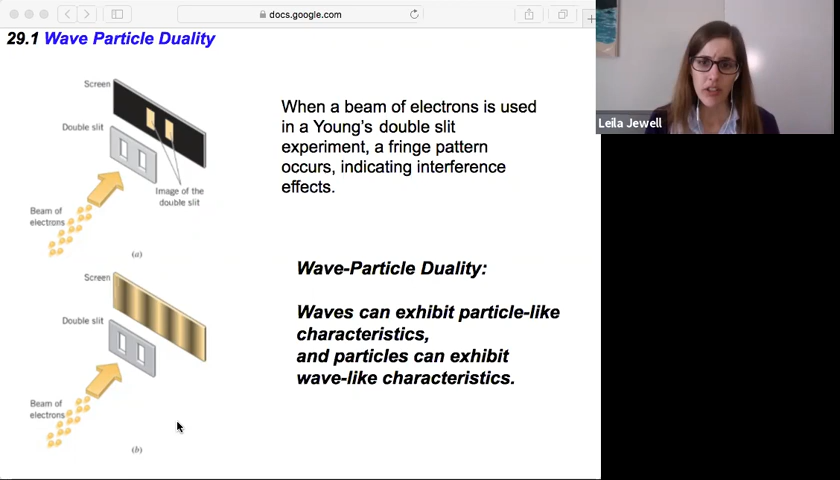 docs.google.com
29.1 Wave Particle Duality
Screen
Double slit
Image of the
double slit
Beam of
electrons
(a)
When a beam of electrons is used
in a Young's double slit
experiment, a fringe pattern
occurs, indicating interference
effects.
Screen
Double slit
Beam of
electrons
(b)
Wave-Particle Duality:
Waves can exhibit particle-like
characteristics,
and particles can exhibit
wave-like characteristics.
Leila Jewell